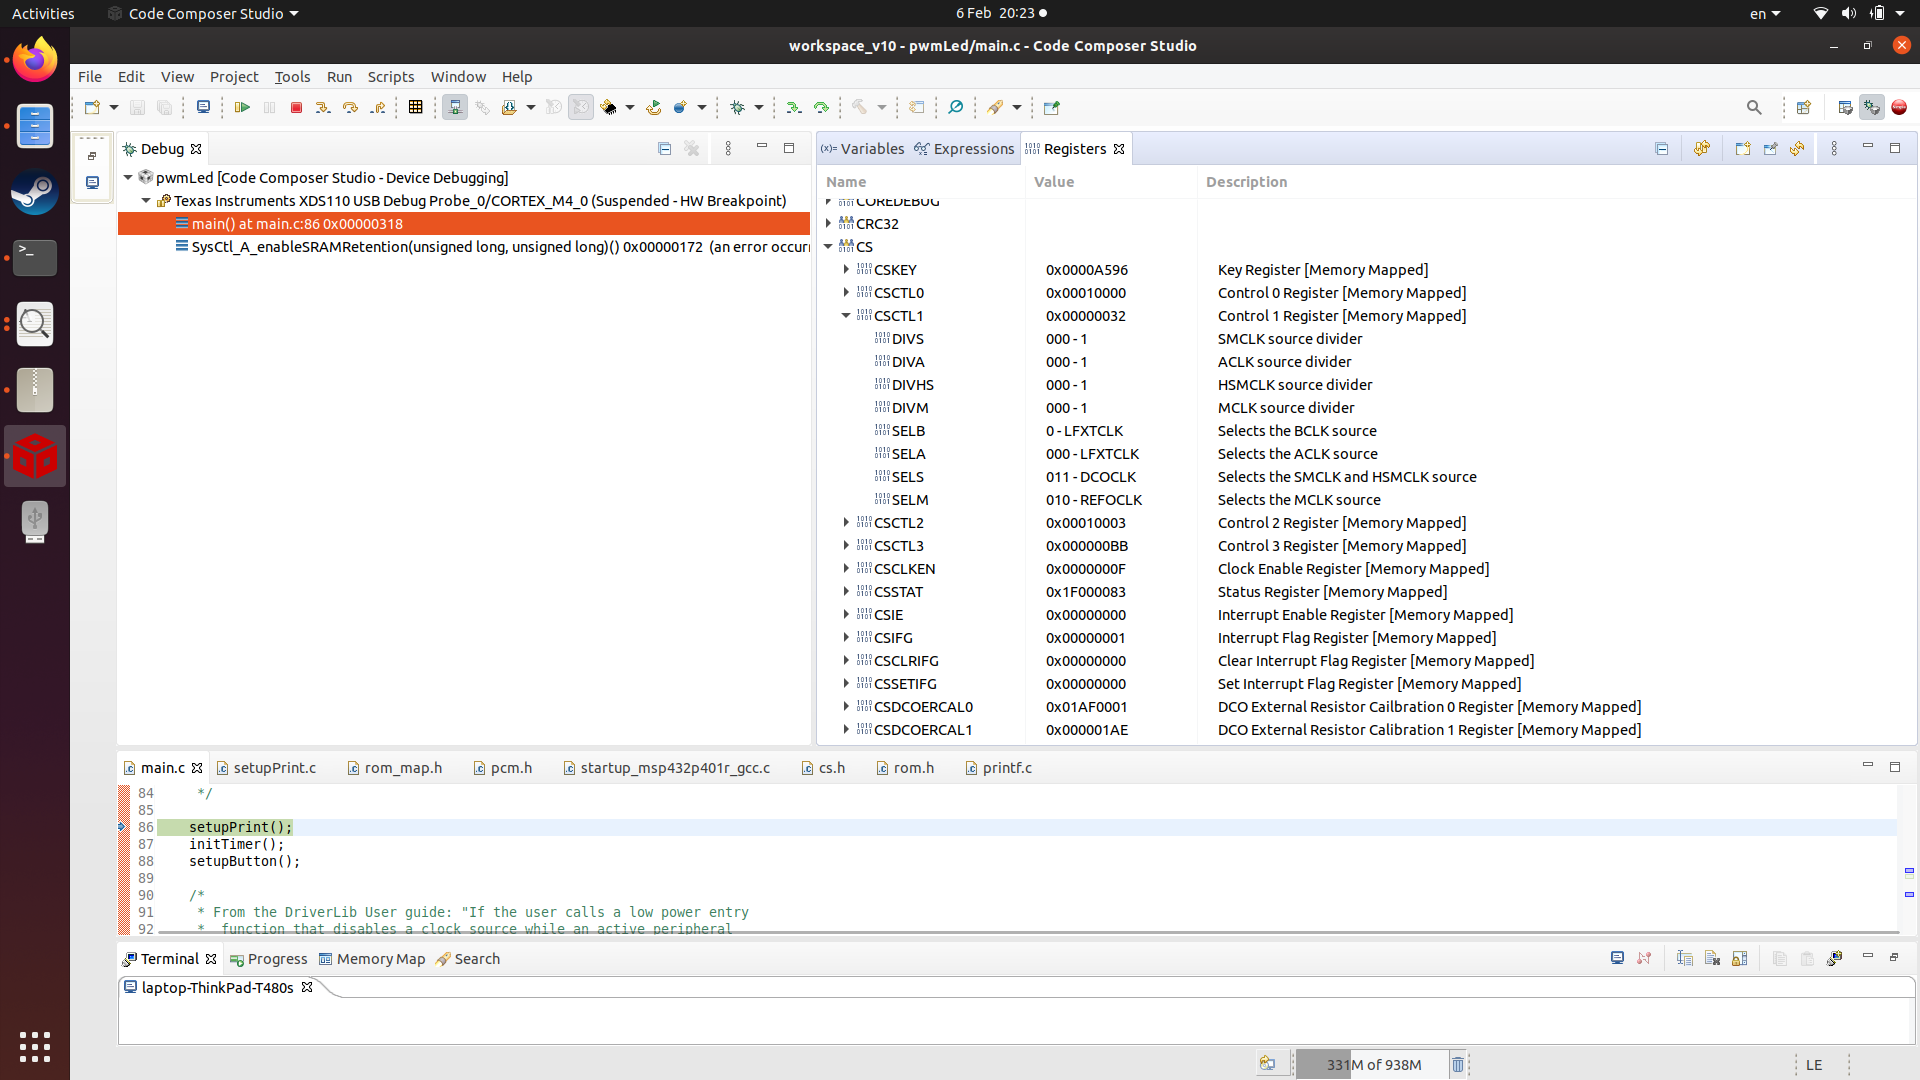 Activities
Code Composer Studio
6 Feb 20:23
en
workspace_v10 - pwmLed/main.c - Code Composer Studio
File Edit View Project Tools Run Scripts Window Help
Debug
pwmLed [Code Composer Studio - Device Debugging]
Texas Instruments XDS110 USB Debug Probe_0/CORTEX_M4_0 (Suspended - HW Breakpoint)
main() at main.c:86 0x00000318
SysCtl_A_enableSRAMRetention(unsigned long, unsigned long)() 0x00000172 (an error occur
(x)= Variables Expressions Registers
Name Value Description
COREDEBUG
CRC32
CS
CSKEY 0x0000A596 Key Register [Memory Mapped]
CSCTL0 0x00010000 Control 0 Register [Memory Mapped]
CSCTL1 0x00000032 Control 1 Register [Memory Mapped]
DIVS 000 - 1 SMCLK source divider
DIVA 000 - 1 ACLK source divider
DIVHS 000 - 1 HSMCLK source divider
DIVM 000 - 1 MCLK source divider
SELB 0 - LFXTCLK Selects the BCLK source
SELA 000 - LFXTCLK Selects the ACLK source
SELS 011 - DCOCLK Selects the SMCLK and HSMCLK source
SELM 010 - REFOCLK Selects the MCLK source
CSCTL2 0x00010003 Control 2 Register [Memory Mapped]
CSCTL3 0x000000BB Control 3 Register [Memory Mapped]
CSCLKEN 0x0000000F Clock Enable Register [Memory Mapped]
CSSTAT 0x1F000083 Status Register [Memory Mapped]
CSIE 0x00000000 Interrupt Enable Register [Memory Mapped]
CSIFG 0x00000001 Interrupt Flag Register [Memory Mapped]
CSCLRIFG 0x00000000 Clear Interrupt Flag Register [Memory Mapped]
CSSETIFG 0x00000000 Set Interrupt Flag Register [Memory Mapped]
CSDCOERCAL0 0x01AF0001 DCO External Resistor Cailbration 0 Register [Memory Mapped]
CSDCOERCAL1 0x000001AE DCO External Resistor Calibration 1 Register [Memory Mapped]
main.c setupPrint.c rom_map.h pcm.h startup_msp432p401r_gcc.c cs.h rom.h printf.c
84 */
85
86 setupPrint();
87 initTimer();
88 setupButton();
89
90 /*
91 * From the DriverLib User guide: "If the user calls a low power entry
92 * function that disables a clock source while an active peripheral
Terminal Progress Memory Map Search
laptop-ThinkPad-T480s
331M of 938M
LE